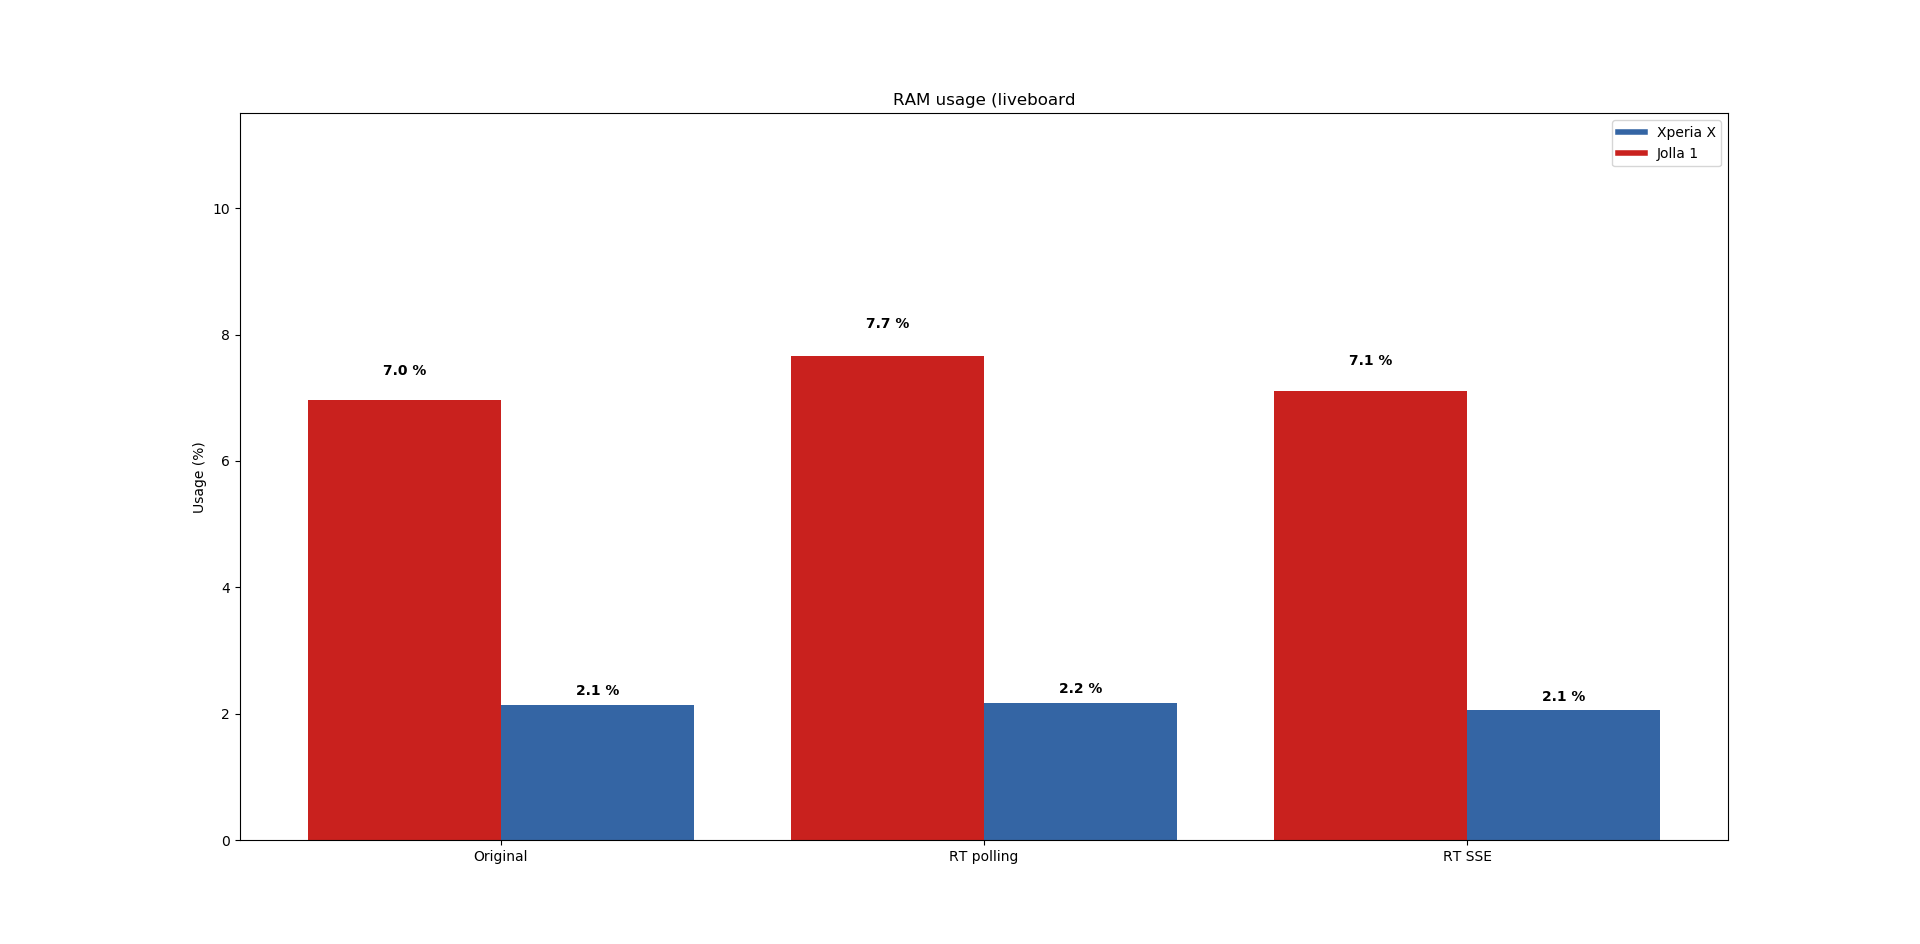 RAM usage (liveboard
Xperia X
Jolla 1
Usage (%)
10
8
6
4
2
0
7.0 %
2.1 %
7.7 %
2.2 %
7.1 %
2.1 %
Original
RT polling
RT SSE